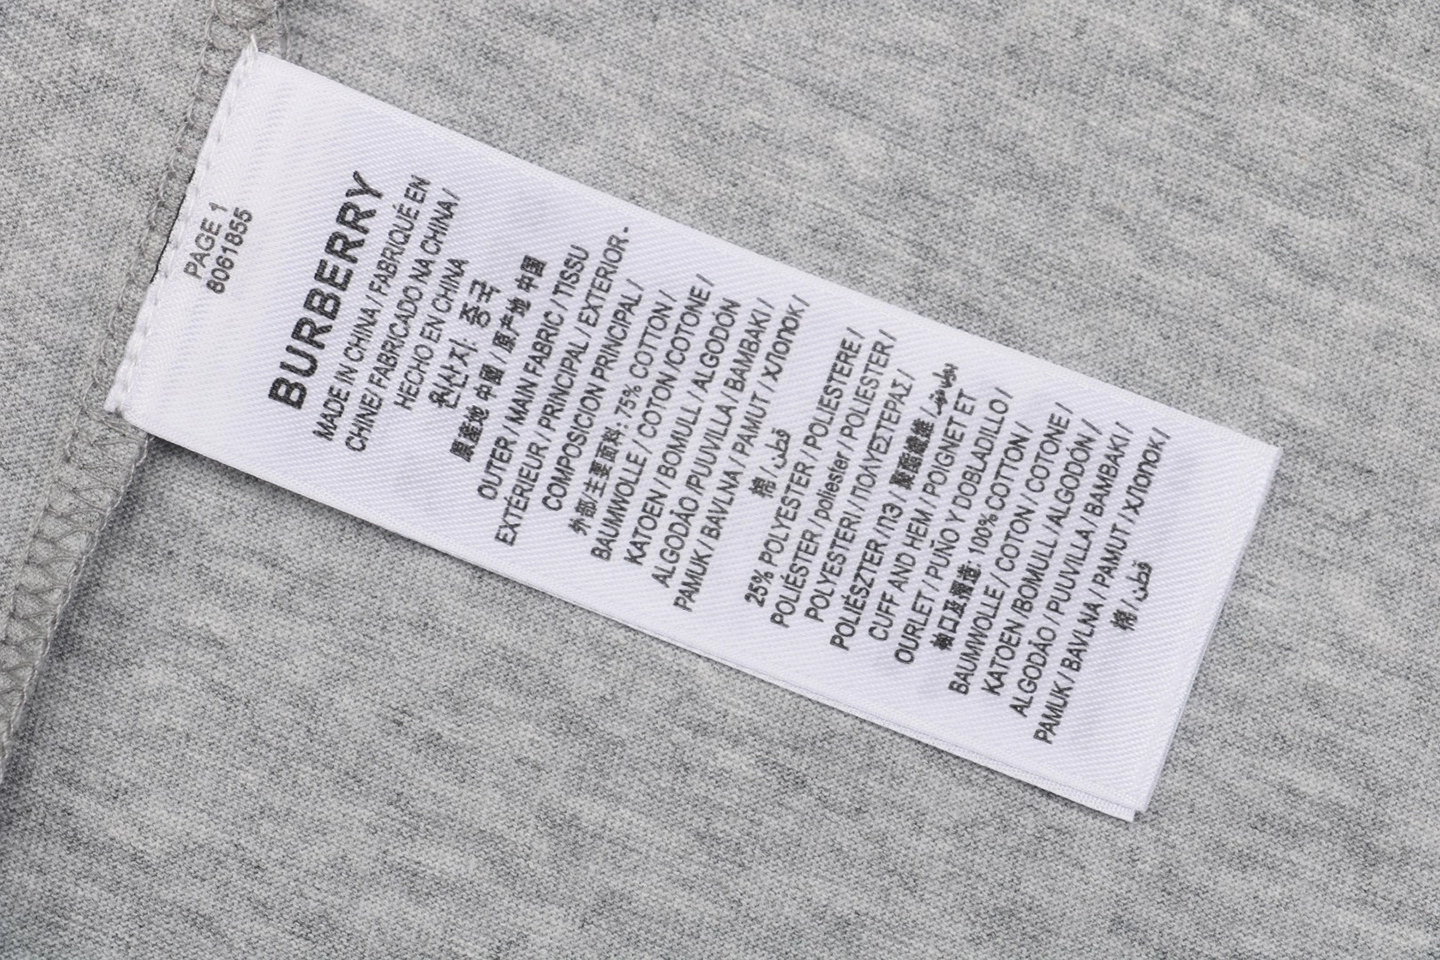 PAGE 1
8061855
BURBERRY
MADE IN CHINA / FABRIQUÉ EN
CHINE/ FABRICADO NA CHINA/
HECHO EN CHINA
원산지: 중국
原產地 中國 / 原产地 中国
OUTER / MAIN FABRIC / TISSU
EXTÉRIEUR / PRINCIPAL / EXTERIOR -
COMPOSICION PRINCIPAL/
外部/主要面料: 75% COTTON /
BAUMWOLLE / COTON /COTONE /
KATOEN / BOMULL / ALGODÓN
ALGODÃO / PUUVILLA / BAMBAKI /
PAMUK / BAVLNA / PAMUT / ХЛОПОК /
棉 / قطن
25% POLYESTER / POLIESTERE /
POLIÉSTER / poliester / POLIESTER /
POLYESTERI / ΠΟΛΥΕΣΤΕΡΑΣ /
POLIÉSZTER / ПЭ / 聚酯纖維 /
CUFF AND HEM / POIGNET ET
OURLET / PUÑO Y DOBLADILLO /
袖口及褶造: 100% COTTON /
BAUMWOLLE / COTON / COTONE /
KATOEN /BOMULL / ALGODÓN /
ALGODÃO / PUUVILLA / BAMBAKI /
PAMUK / BAVLNA / PAMUT / ХЛОПОК /
棉 / قطن